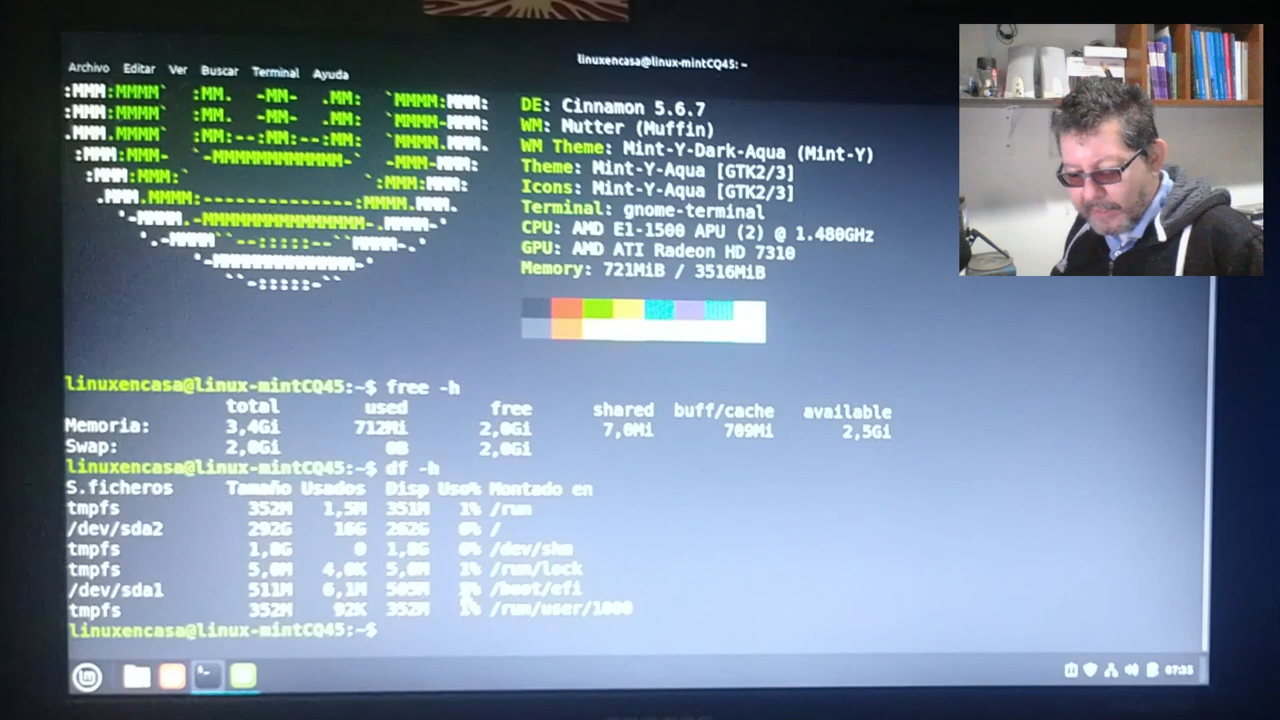 linuxencasa@linux-mintCQ45: ~
Archivo Editar Ver Buscar Terminal Ayuda
DE: Cinnamon 5.6.7
WM: Mutter (Muffin)
WM Theme: Mint-Y-Dark-Aqua (Mint-Y)
Theme: Mint-Y-Aqua [GTK2/3]
Icons: Mint-Y-Aqua [GTK2/3]
Terminal: gnome-terminal
CPU: AMD E1-1500 APU (2) @ 1.480GHz
GPU: AMD ATI Radeon HD 7310
Memory: 721MiB / 3516MiB
linuxencasa@linux-mintCQ45:~$ free -h
total used free shared buff/cache available
Memoria: 3,4Gi 712Mi 2,0Gi 7,0Mi 709Mi 2,5Gi
Swap: 2,0Gi 0B 2,0Gi
linuxencasa@linux-mintCQ45:~$ df -h
S.ficheros Tamaño Usados Disp Uso% Montado en
tmpfs 352M 1,5M 351M 1% /run
/dev/sda2 292G 16G 262G 6% /
tmpfs 1,8G 0 1,8G 0% /dev/shm
tmpfs 5,0M 4,0K 5,0M 1% /run/lock
/dev/sda1 511M 6,1M 505M /boot/efi
tmpfs 352M 92K 352M 1% /run/user/1000
linuxencasa@linux-mintCQ45:~$
07:35